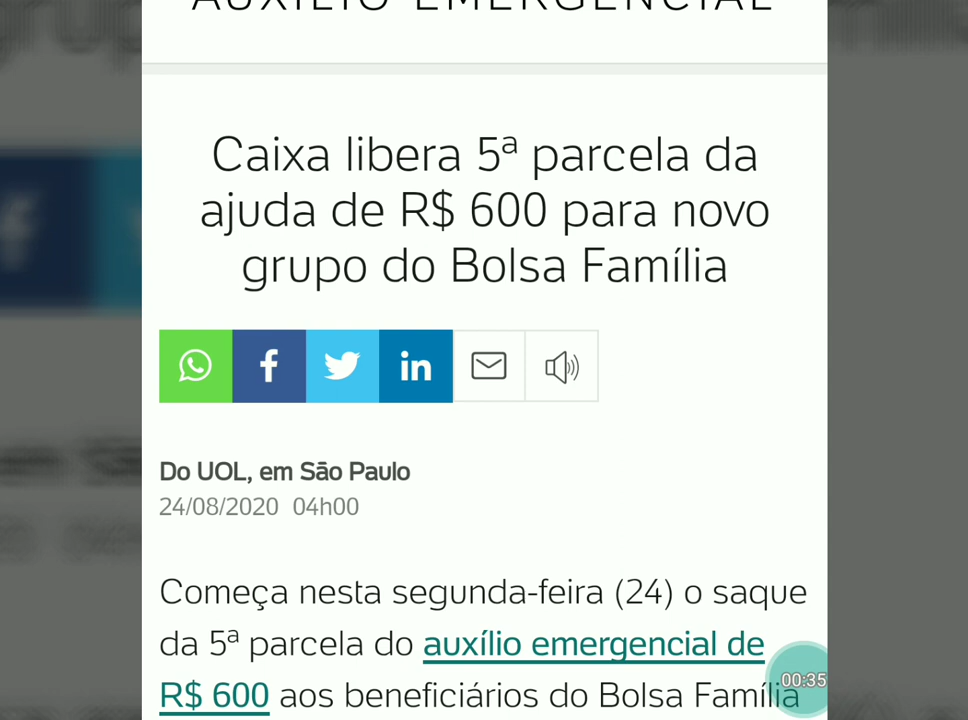 AUXÍLIO EMERGENCIAL
Caixa libera 5ª parcela da
ajuda de R$ 600 para novo
grupo do Bolsa Família
Do UOL, em São Paulo
24/08/2020 04h00
Começa nesta segunda-feira (24) o saque
da 5ª parcela do auxílio emergencial de
R$ 600 aos beneficiários do Bolsa Família
00:35